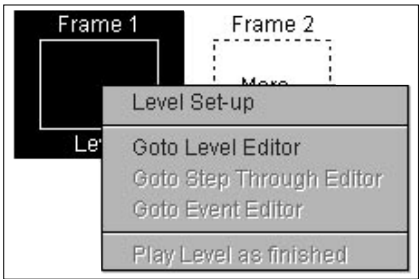 Frame 1 Frame 2
More
Level Set-up
Goto Level Editor
Goto Step Through Editor
Goto Event Editor
Play Level as finished